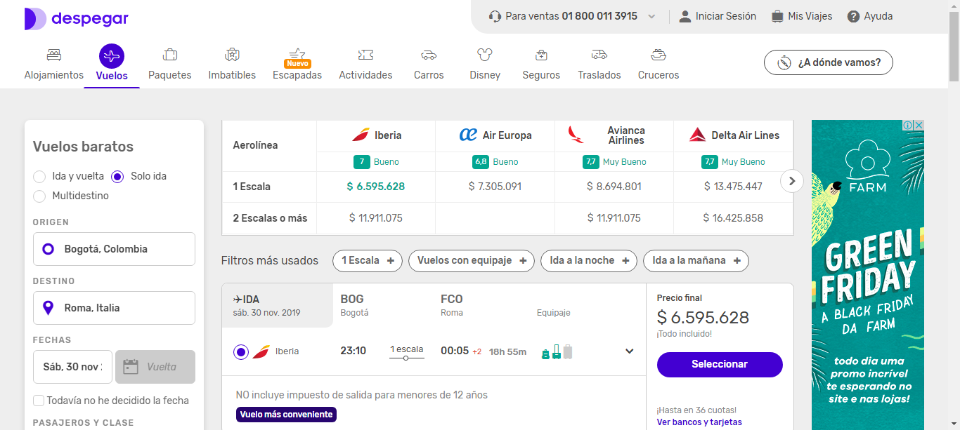 despegar
Para ventas 01 800 011 3915
Iniciar Sesión
Mis Viajes
Ayuda
Alojamientos
Vuelos
Paquetes
Imbatibles
Nuevo
Escapadas
Actividades
Carros
Disney
Seguros
Traslados
Cruceros
¿A dónde vamos?
Vuelos baratos
Ida y vuelta
Solo ida
Multidestino
ORIGEN
Bogotá, Colombia
DESTINO
Roma, Italia
FECHAS
Sáb, 30 nov
Vuelta
Todavía no he decidido la fecha
PASAJEROS Y CLASE
Aerolínea
Iberia
Air Europa
Avianca Airlines
Delta Air Lines
7 Bueno
6,8 Bueno
7,7 Muy Bueno
7,7 Muy Bueno
1 Escala
$ 6.595.628
$ 7.305.091
$ 8.694.801
$ 13.475.447
2 Escalas o más
$ 11.911.075
$ 11.911.075
$ 16.425.858
Filtros más usados
1 Escala +
Vuelos con equipaje +
Ida a la noche +
Ida a la mañana +
IDA
BOG
FCO
sáb. 30 nov. 2019
Bogotá
Roma
Equipaje
Iberia
23:10
1 escala
00:05 +2
18h 55m
NO incluye impuesto de salida para menores de 12 años
Vuelo más conveniente
Precio final
$ 6.595.628
¡Todo incluido!
Seleccionar
¡Hasta en 36 cuotas!
Ver bancos y tarjetas
FARM
GREEN
FRIDAY
A BLACK FRIDAY
DA FARM
todo dia uma
promo incrível
te esperando no
site e nas lojas!